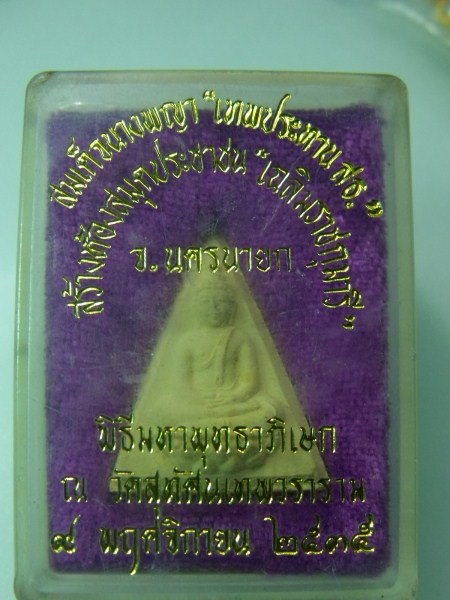 สมเด็จนางพญา "เทพประทาน สธ."
สร้างห้องสมุดประชาชน "เฉลิมราชกุมารี"
จ. นครนายก
พิธีมหาพุทธาภิเษก
ณ วัดสุทัศนเทพวราราม
๘ พฤศจิกายน ๒๕๓๕